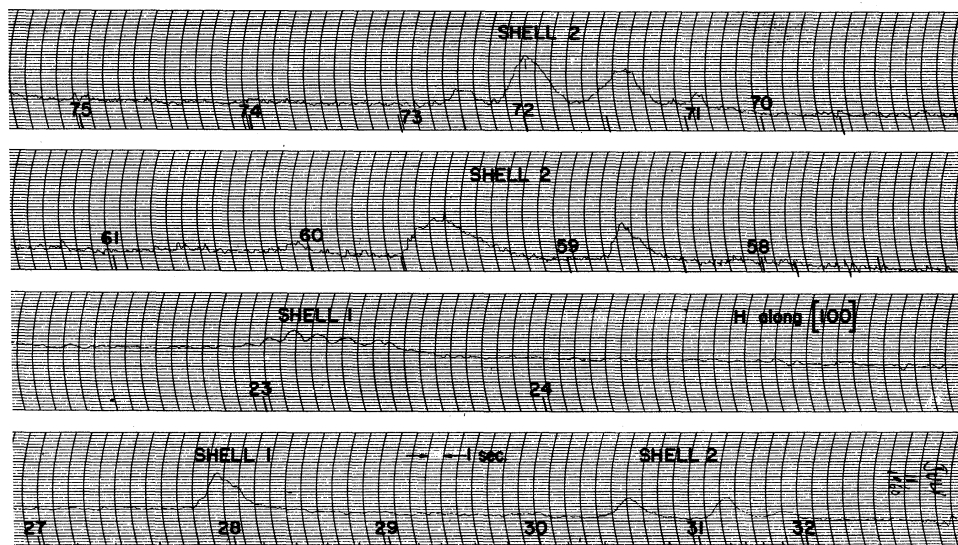 SHELL 2
75 74 73 72 71 70
SHELL 2
61 60 59 58
SHELL 1 H along [100]
23 24
SHELL 1 1 sec. SHELL 2
27 28 29 30 31 32